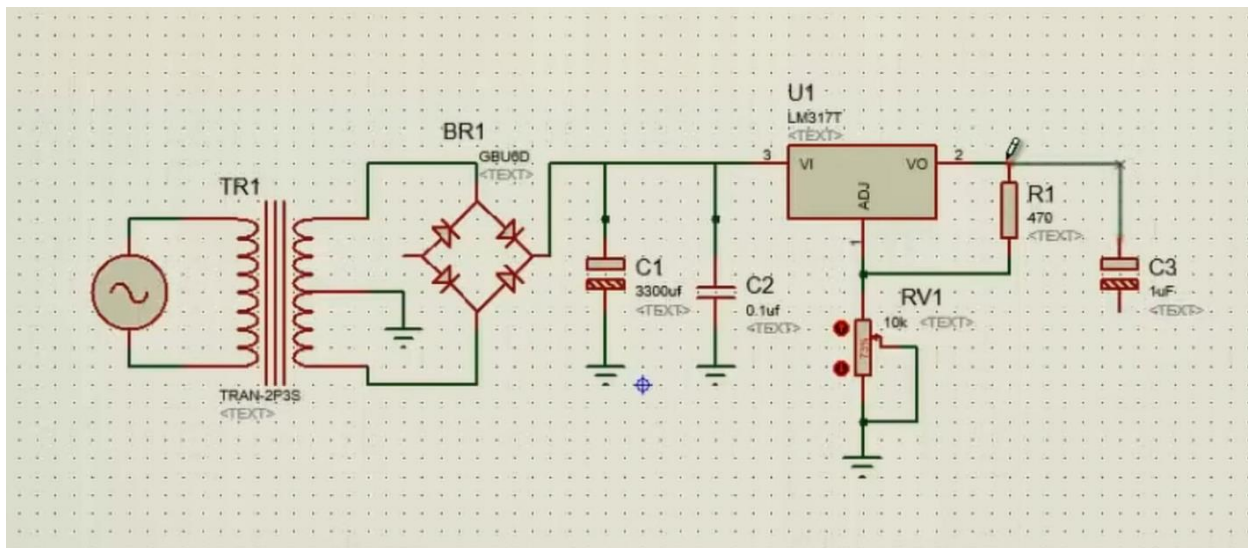 TR1
TRAN-2P3S
<TEXT>
BR1
GBU6D
<TEXT>
C1
3300uf
<TEXT>
C2
0.1uf
<TEXT>
U1
LM317T
<TEXT>
3
VI
VO
2
ADJ
1
R1
470
<TEXT>
RV1
10k
<TEXT>
73%
C3
1uF
<TEXT>